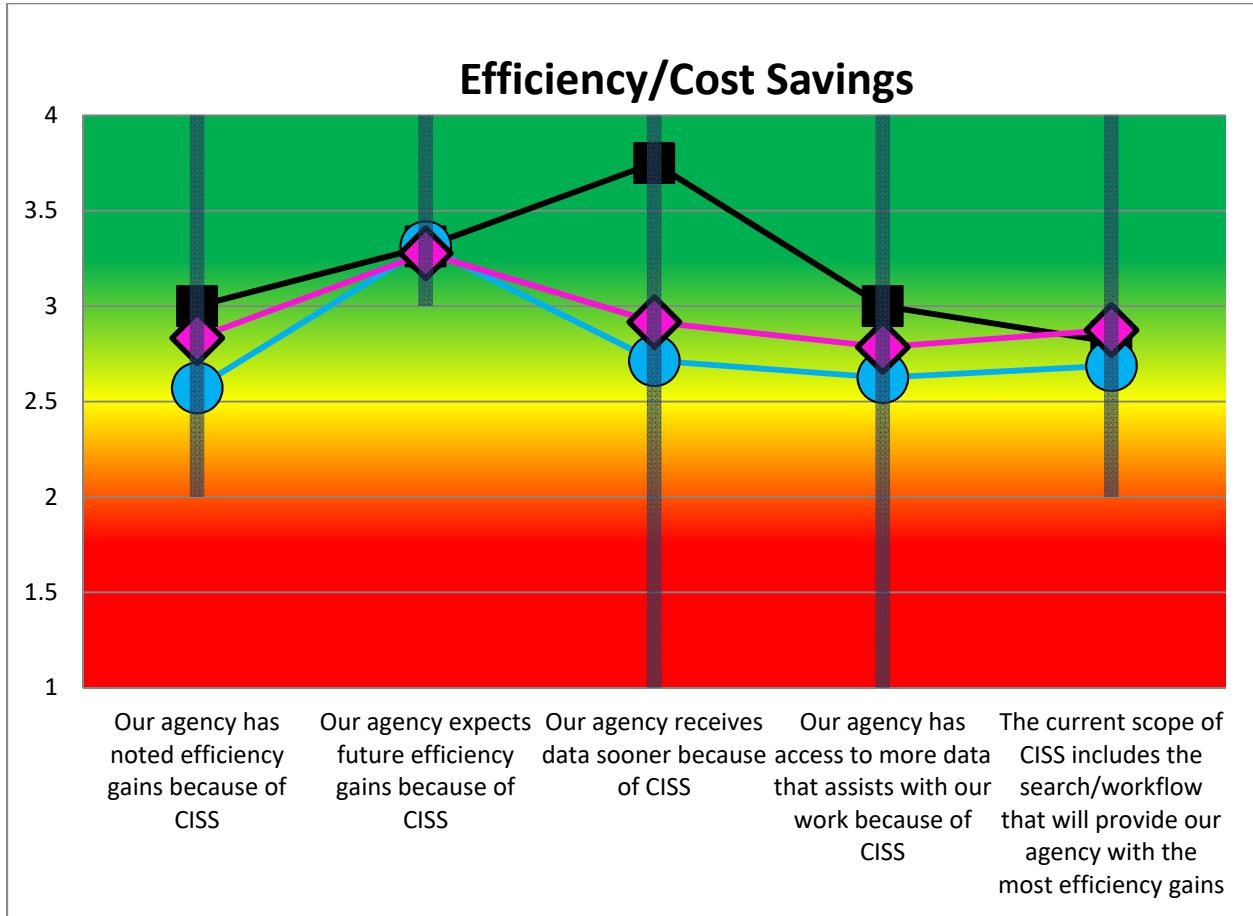 Efficiency/Cost Savings
4
3.5
3
2.5
2
1.5
1
Our agency has
noted efficiency
gains because of
CISS
Our agency expects
future efficiency
gains because of
CISS
Our agency receives
data sooner because
of CISS
Our agency has
access to more data
that assists with our
work because of
CISS
The current scope of
CISS includes the
search/workflow
that will provide our
agency with the
most efficiency gains